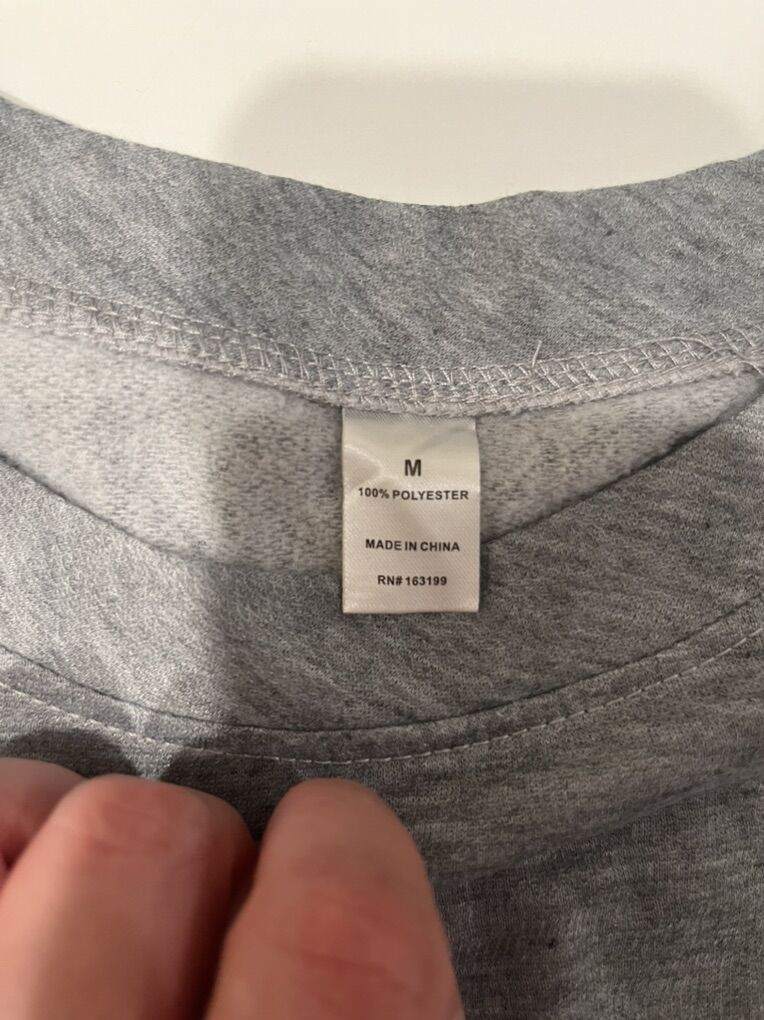 M
100% POLYESTER
MADE IN CHINA
RN# 163199